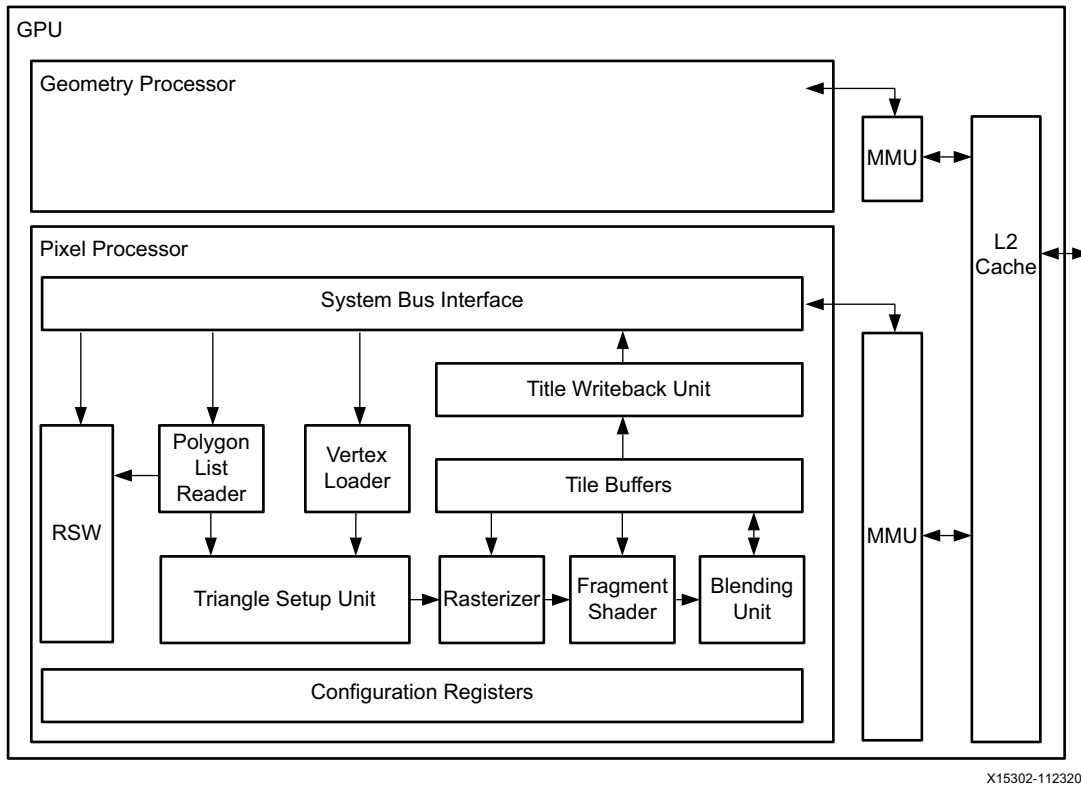 GPU
Geometry Processor
MMU
L2
Cache
Pixel Processor
System Bus Interface
Title Writeback Unit
Polygon
List
Reader
Vertex
Loader
Tile Buffers
RSW
MMU
Triangle Setup Unit
Rasterizer
Fragment
Shader
Blending
Unit
Configuration Registers
X15302-112320